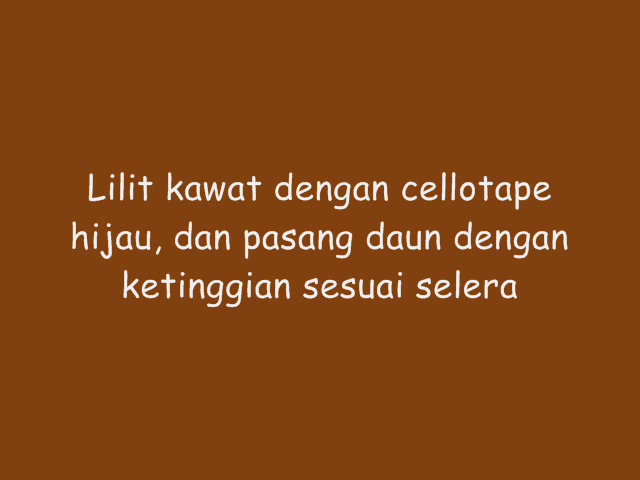 Lilit kawat dengan cellotape
hijau, dan pasang daun dengan
ketinggian sesuai selera